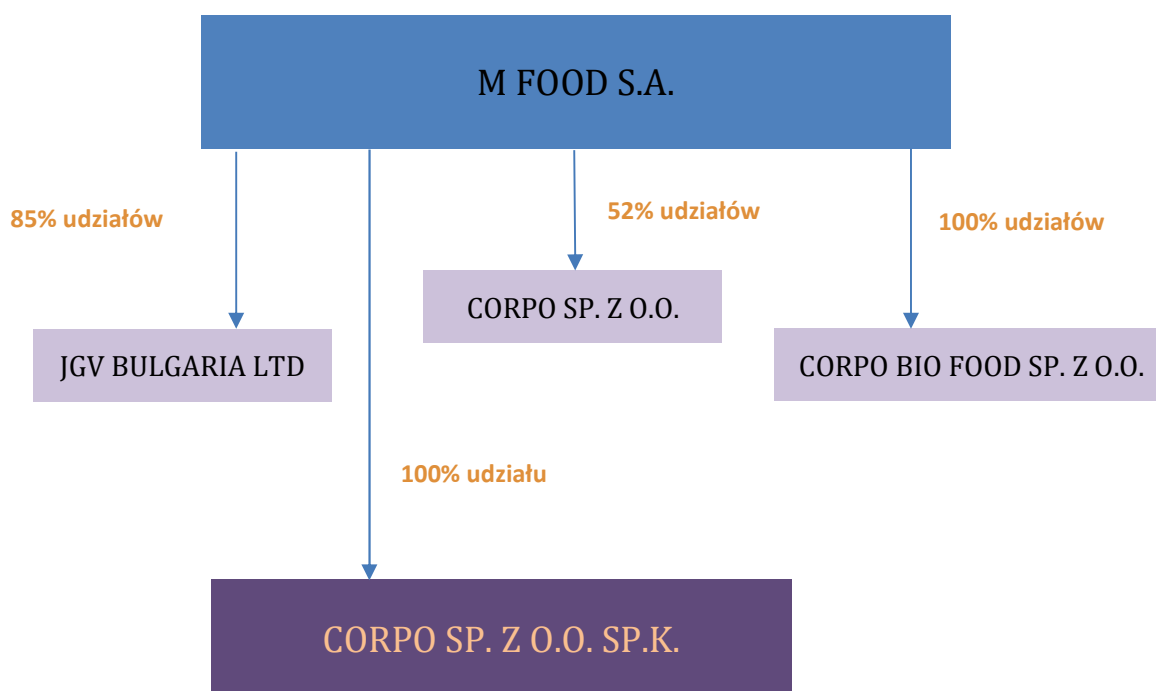 M FOOD S.A.
85% udziałów
52% udziałów
100% udziałów
CORPO SP. Z O.O.
JGV BULGARIA LTD
CORPO BIO FOOD SP. Z O.O.
100% udziału
CORPO SP. Z O.O. SP.K.